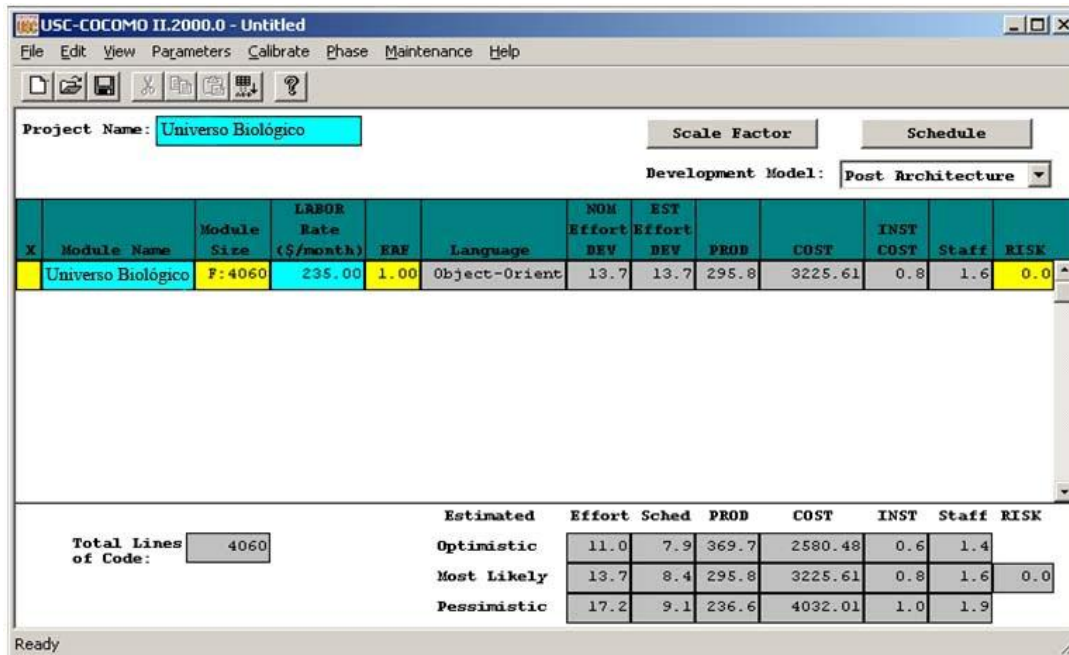 USC-COCOMO II.2000.0 - Untitled
File Edit View Parameters Calibrate Phase Maintenance Help
Project Name: Universo Biológico
Scale Factor
Schedule
Development Model: Post Architecture
X
Module Name
Module Size
LABOR Rate ($/month)
EAF
Language
NOM Effort DEV
EST Effort DEV
PROD
COST
INST COST
Staff
RISK
Universo Biológico F:4060 235.00 1.00 Object-Orient 13.7 13.7 295.8 3225.61 0.8 1.6 0.0
Estimated Effort Sched PROD COST INST Staff RISK
Total Lines of Code: 4060
Optimistic 11.0 7.9 369.7 2580.48 0.6 1.4
Most Likely 13.7 8.4 295.8 3225.61 0.8 1.6 0.0
Pessimistic 17.2 9.1 236.6 4032.01 1.0 1.9
Ready